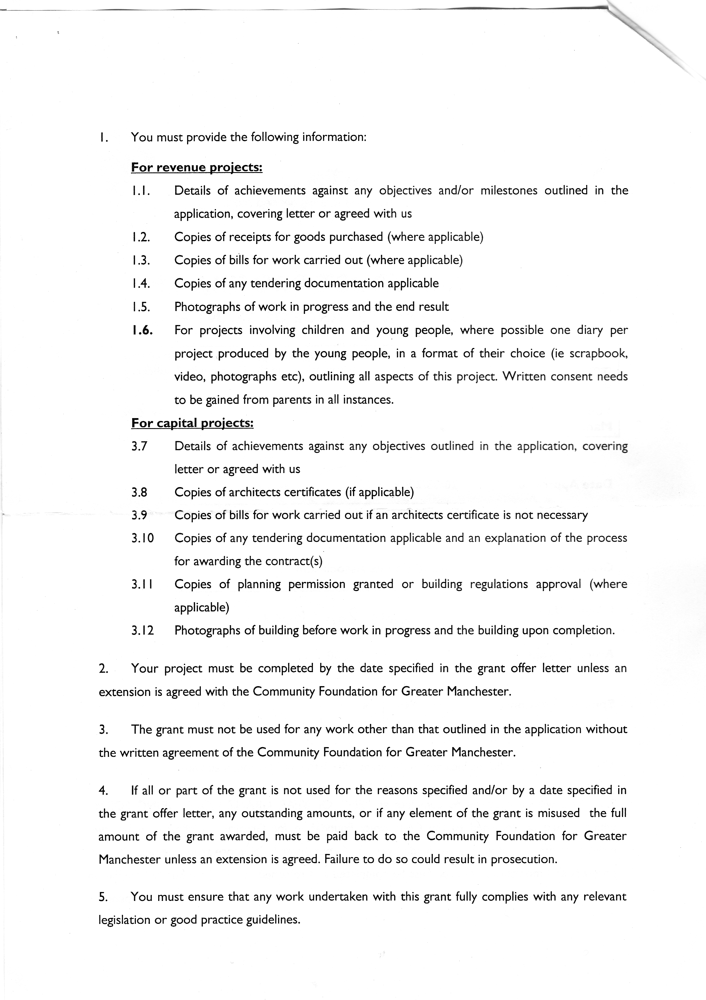 1. You must provide the following information:
For revenue projects:
1.1. Details of achievements against any objectives and/or milestones outlined in the
application, covering letter or agreed with us
1.2. Copies of receipts for goods purchased (where applicable)
1.3. Copies of bills for work carried out (where applicable)
1.4. Copies of any tendering documentation applicable
1.5. Photographs of work in progress and the end result
1.6. For projects involving children and young people, where possible one diary per
project produced by the young people, in a format of their choice (ie scrapbook,
video, photographs etc), outlining all aspects of this project. Written consent needs
to be gained from parents in all instances.
For capital projects:
3.7 Details of achievements against any objectives outlined in the application, covering
letter or agreed with us
3.8 Copies of architects certificates (if applicable)
3.9 Copies of bills for work carried out if an architects certificate is not necessary
3.10 Copies of any tendering documentation applicable and an explanation of the process
for awarding the contract(s)
3.11 Copies of planning permission granted or building regulations approval (where
applicable)
3.12 Photographs of building before work in progress and the building upon completion.
2. Your project must be completed by the date specified in the grant offer letter unless an
extension is agreed with the Community Foundation for Greater Manchester.
3. The grant must not be used for any work other than that outlined in the application without
the written agreement of the Community Foundation for Greater Manchester.
4. If all or part of the grant is not used for the reasons specified and/or by a date specified in
the grant offer letter, any outstanding amounts, or if any element of the grant is misused the full
amount of the grant awarded, must be paid back to the Community Foundation for Greater
Manchester unless an extension is agreed. Failure to do so could result in prosecution.
5. You must ensure that any work undertaken with this grant fully complies with any relevant
legislation or good practice guidelines.